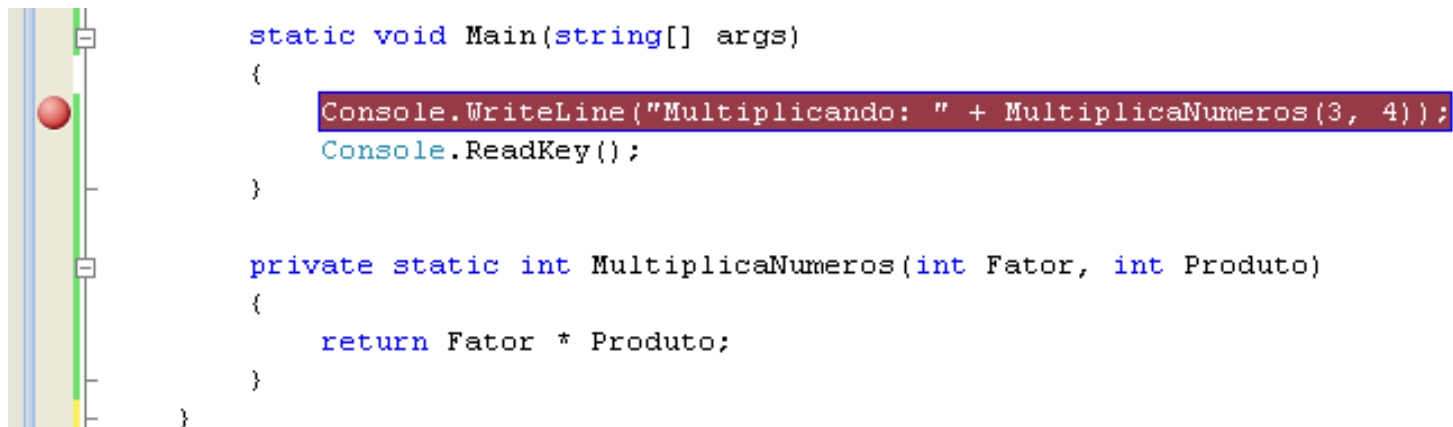 static void Main(string[] args)
{
Console.WriteLine("Multiplicando: " + MultiplicaNumeros(3, 4));
Console.ReadKey();
}
private static int MultiplicaNumeros(int Fator, int Produto)
{
return Fator * Produto;
}
}